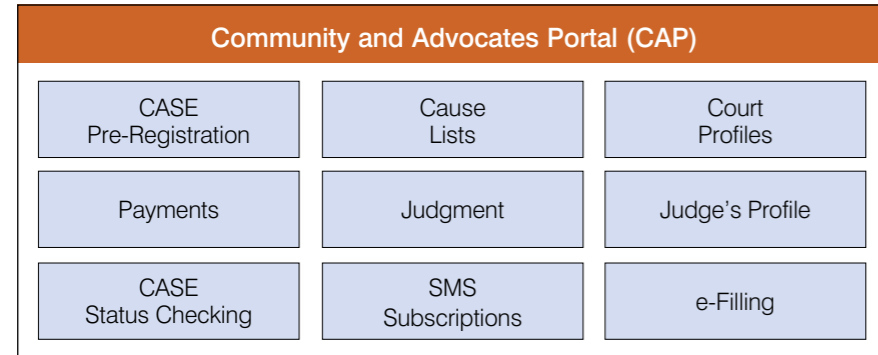 Community and Advocates Portal (CAP)
CASE
Pre-Registration
Cause
Lists
Court
Profiles
Payments
Judgment
Judge's Profile
CASE
Status Checking
SMS
Subscriptions
e-Filling